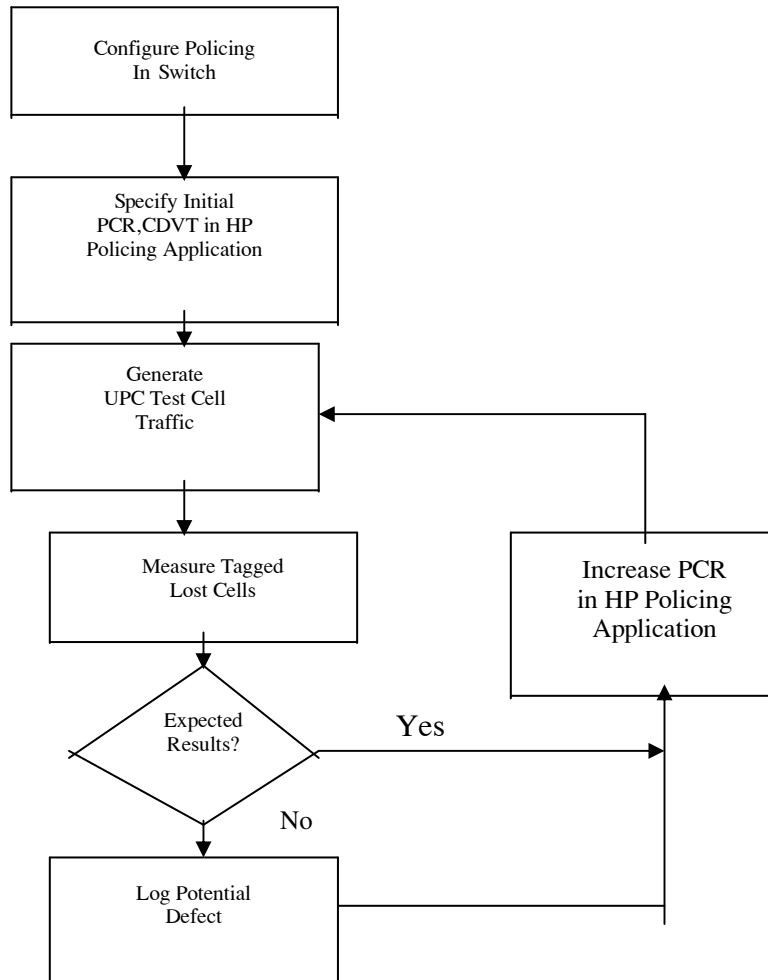 Configure Policing
In Switch
Specify Initial
PCR,CDVT in HP
Policing Application
Generate
UPC Test Cell
Traffic
Measure Tagged
Lost Cells
Increase PCR
in HP Policing
Application
Expected
Results?
Yes
No
Log Potential
Defect